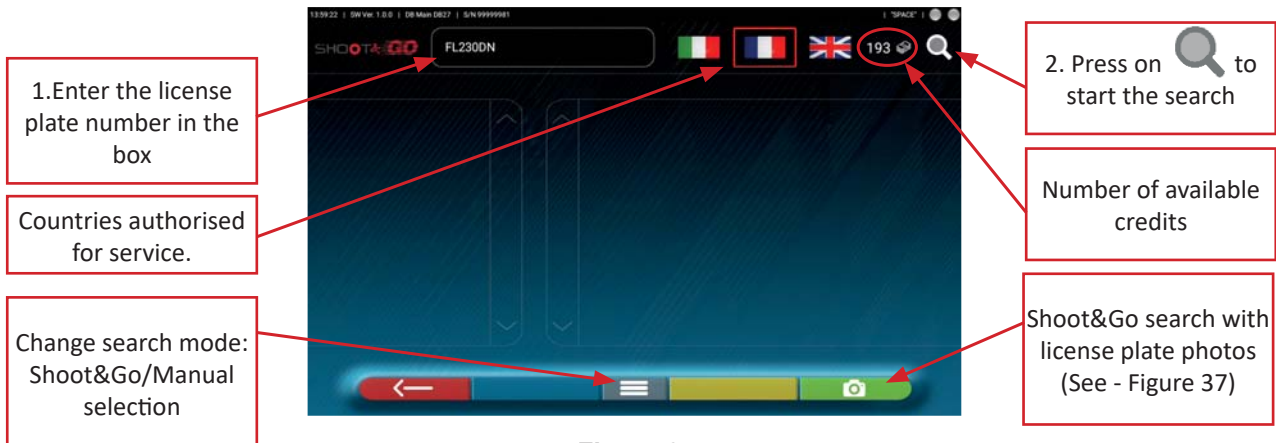 13:59:22 | SW Ver. 1.0.0 | DB Main DB27 | S/N 99999981
| "SPACE" |
SHOOT& GO
FL230DN
193
1.Enter the license
plate number in the
box
Countries authorised
for service.
Change search mode:
Shoot&Go/Manual
selection
2. Press on to
start the search
Number of available
credits
Shoot&Go search with
license plate photos
(See - Figure 37)